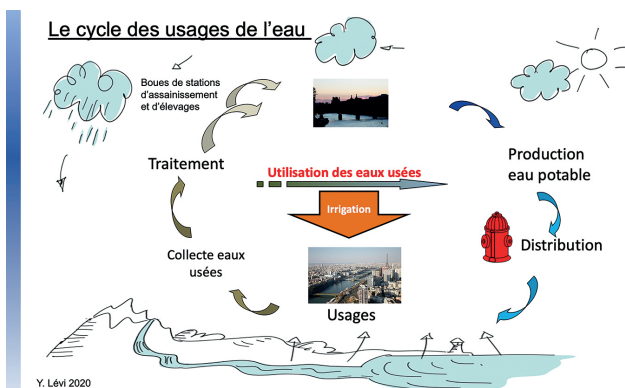 Le cycle des usages de l'eau
Boues de stations
d'assainissement
et d'élevages
Traitement
Utilisation des eaux usées
Production
eau potable
Irrigation
Distribution
Collecte eaux
usées
Usages
Y. Lévi 2020